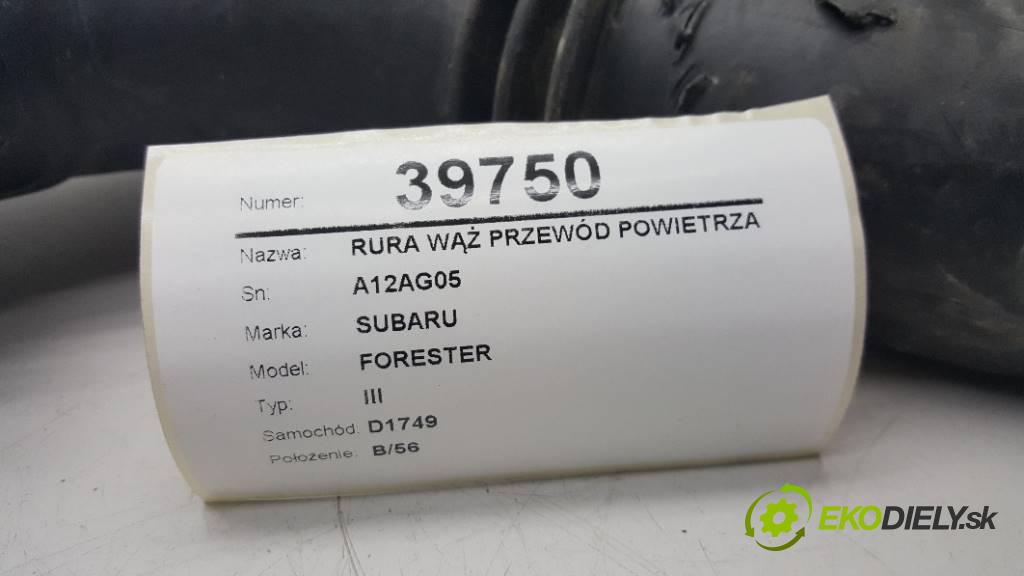 Numer: 39750
Nazwa: RURA WĄŻ PRZEWÓD POWIETRZA
Sn: A12AG05
Marka: SUBARU
Model: FORESTER
Typ: III
Samochód: D1749
Położenie: B/56
EKODIELY.sk